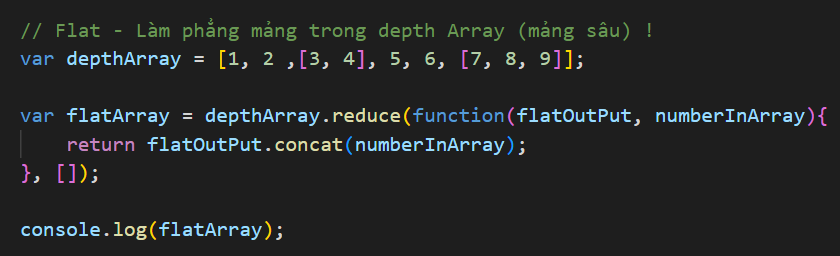 // Flat - Làm phẳng mảng trong depth Array (mảng sâu) !
var depthArray = [1, 2 ,[3, 4], 5, 6, [7, 8, 9]];
var flatArray = depthArray.reduce(function(flatOutPut, numberInArray){
return flatOutPut.concat(numberInArray);
}, []);
console.log(flatArray);